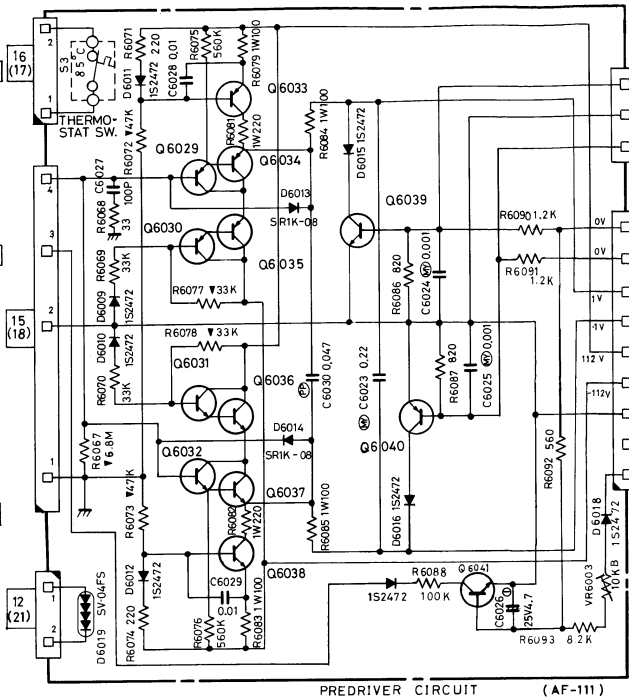 16
(17)
2
S3
85°C
1
THERMO-
STAT SW.
R6071
220
D6011
1S2472
C6028 0,01
R6075
560K
R6079 1W100
Q6033
R6081
1W220
Q6034
Q6029
R6072 ▼47K
4
C6027
100P
R6068
33
D6013
SR1K-08
R6084 1W100
D6015 1S2472
Q6039
Q6030
Q6035
3
R6069
33K
R6077 ▼33K
D6009
1S2472
15
(18)
2
D6010
1S2472
R6078 ▼33K
R6070
33K
Q6031
Q6036
R6086 820
C6024 MY 0,001
R6090 1.2K
R6091
1.2K
0V
0V
1V
-1V
112V
-112V
PP C6030 0,047
MY C6023 0.22
R6087 820
C6025 MY 0,001
R6067
▼6.8M
Q6032
D6014
SR1K-08
Q6040
R6092 560
1
Q6037
R6073 ▼47K
R6082
1W220
R6085 1W100
D6016 1S2472
D6018
1S2472
Q6038
D6012
1S2472
C6029
0.01
R6074 220
R6076
560K
R6083 1W100
12
(21)
1
2
SV-04FS
D6019
1S2472
R6088
100K
Q6041
C6026
25V4.7
R6093 8.2K
VR6003
10KB
PREDRIVER CIRCUIT (AF-111)